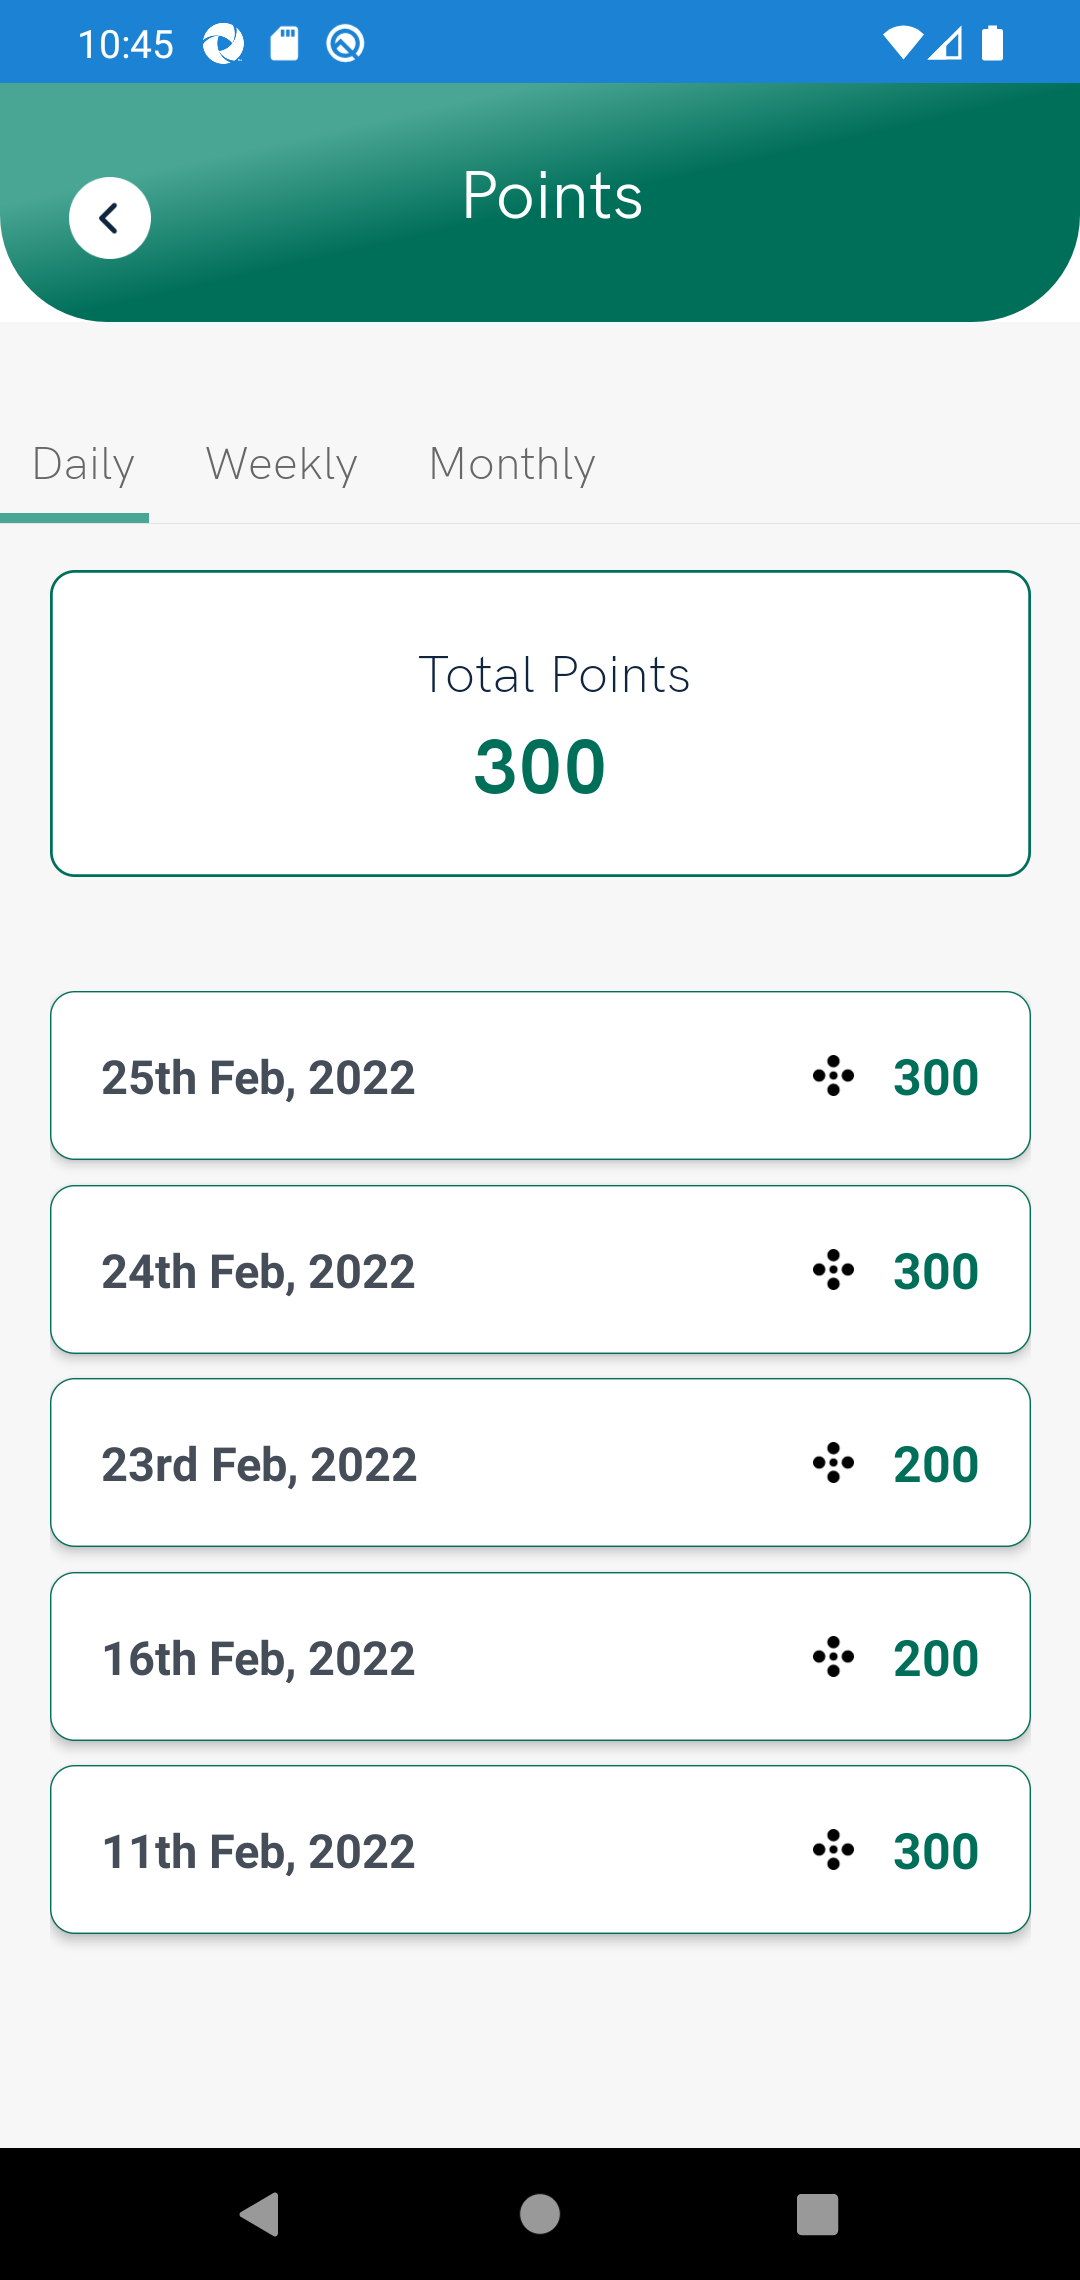 10:45
Points
Daily Weekly Monthly
Total Points
300
25th Feb, 2022 300
24th Feb, 2022 300
23rd Feb, 2022 200
16th Feb, 2022 200
11th Feb, 2022 300